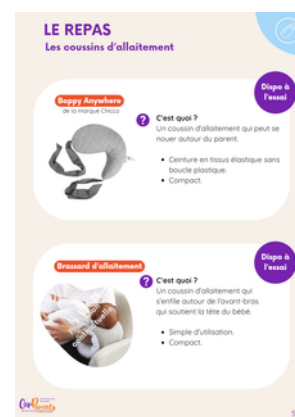 LE REPAS
Les coussins d'allaitement
Dispo à
l'essai
Boppy Anywhere
de la marque Chicco
?
C'est quoi ?
Un coussin d'allaitement qui peut se
nouer autour du parent.
• Ceinture en tissus élastique sans
boucle plastique.
• Compact.
Dispo à
l'essai
Brassard d'allaitement
?
C'est quoi ?
Un coussin d'allaitement qui
s'enfile autour de l'avant-bras
qui soutient la tête du bébé.
• Simple d'utilisation.
• Compact.